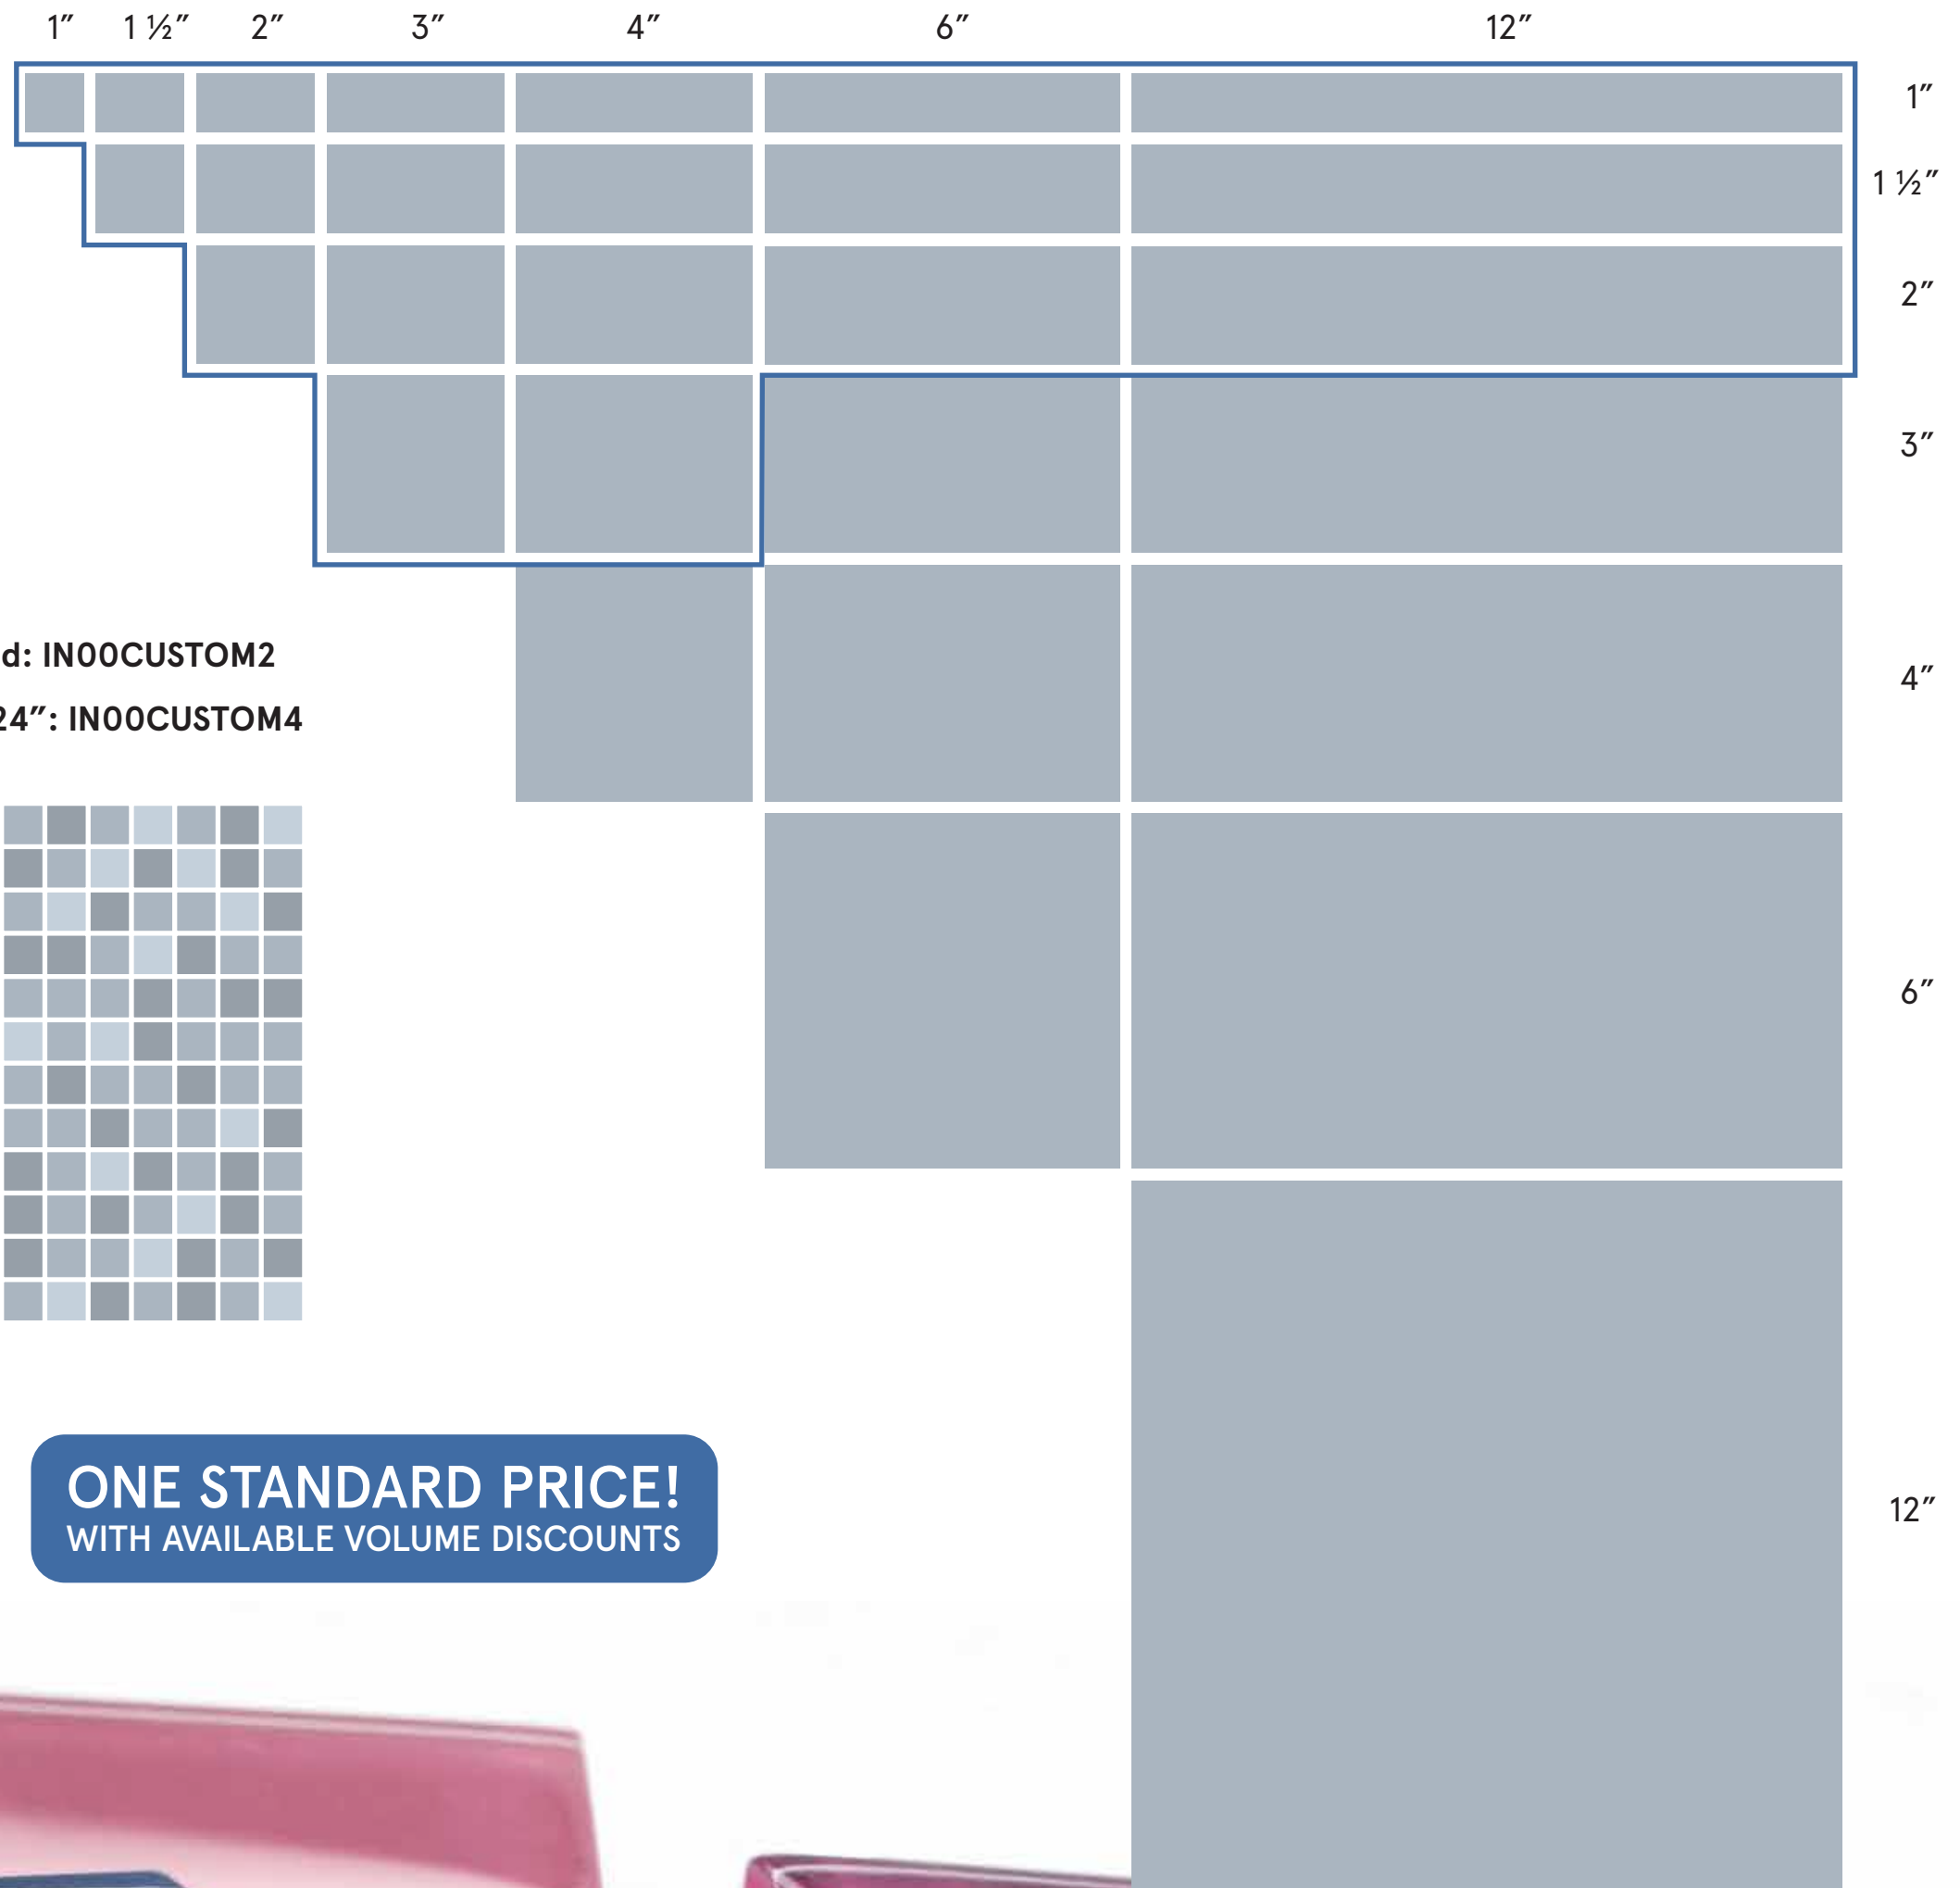 1″ 1 ½″ 2″ 3″ 4″ 6″ 12″
1″
1 ½″
2″
3″
4″
6″
12″
d: IN00CUSTOM2
24″: IN00CUSTOM4
ONE STANDARD PRICE!
WITH AVAILABLE VOLUME DISCOUNTS